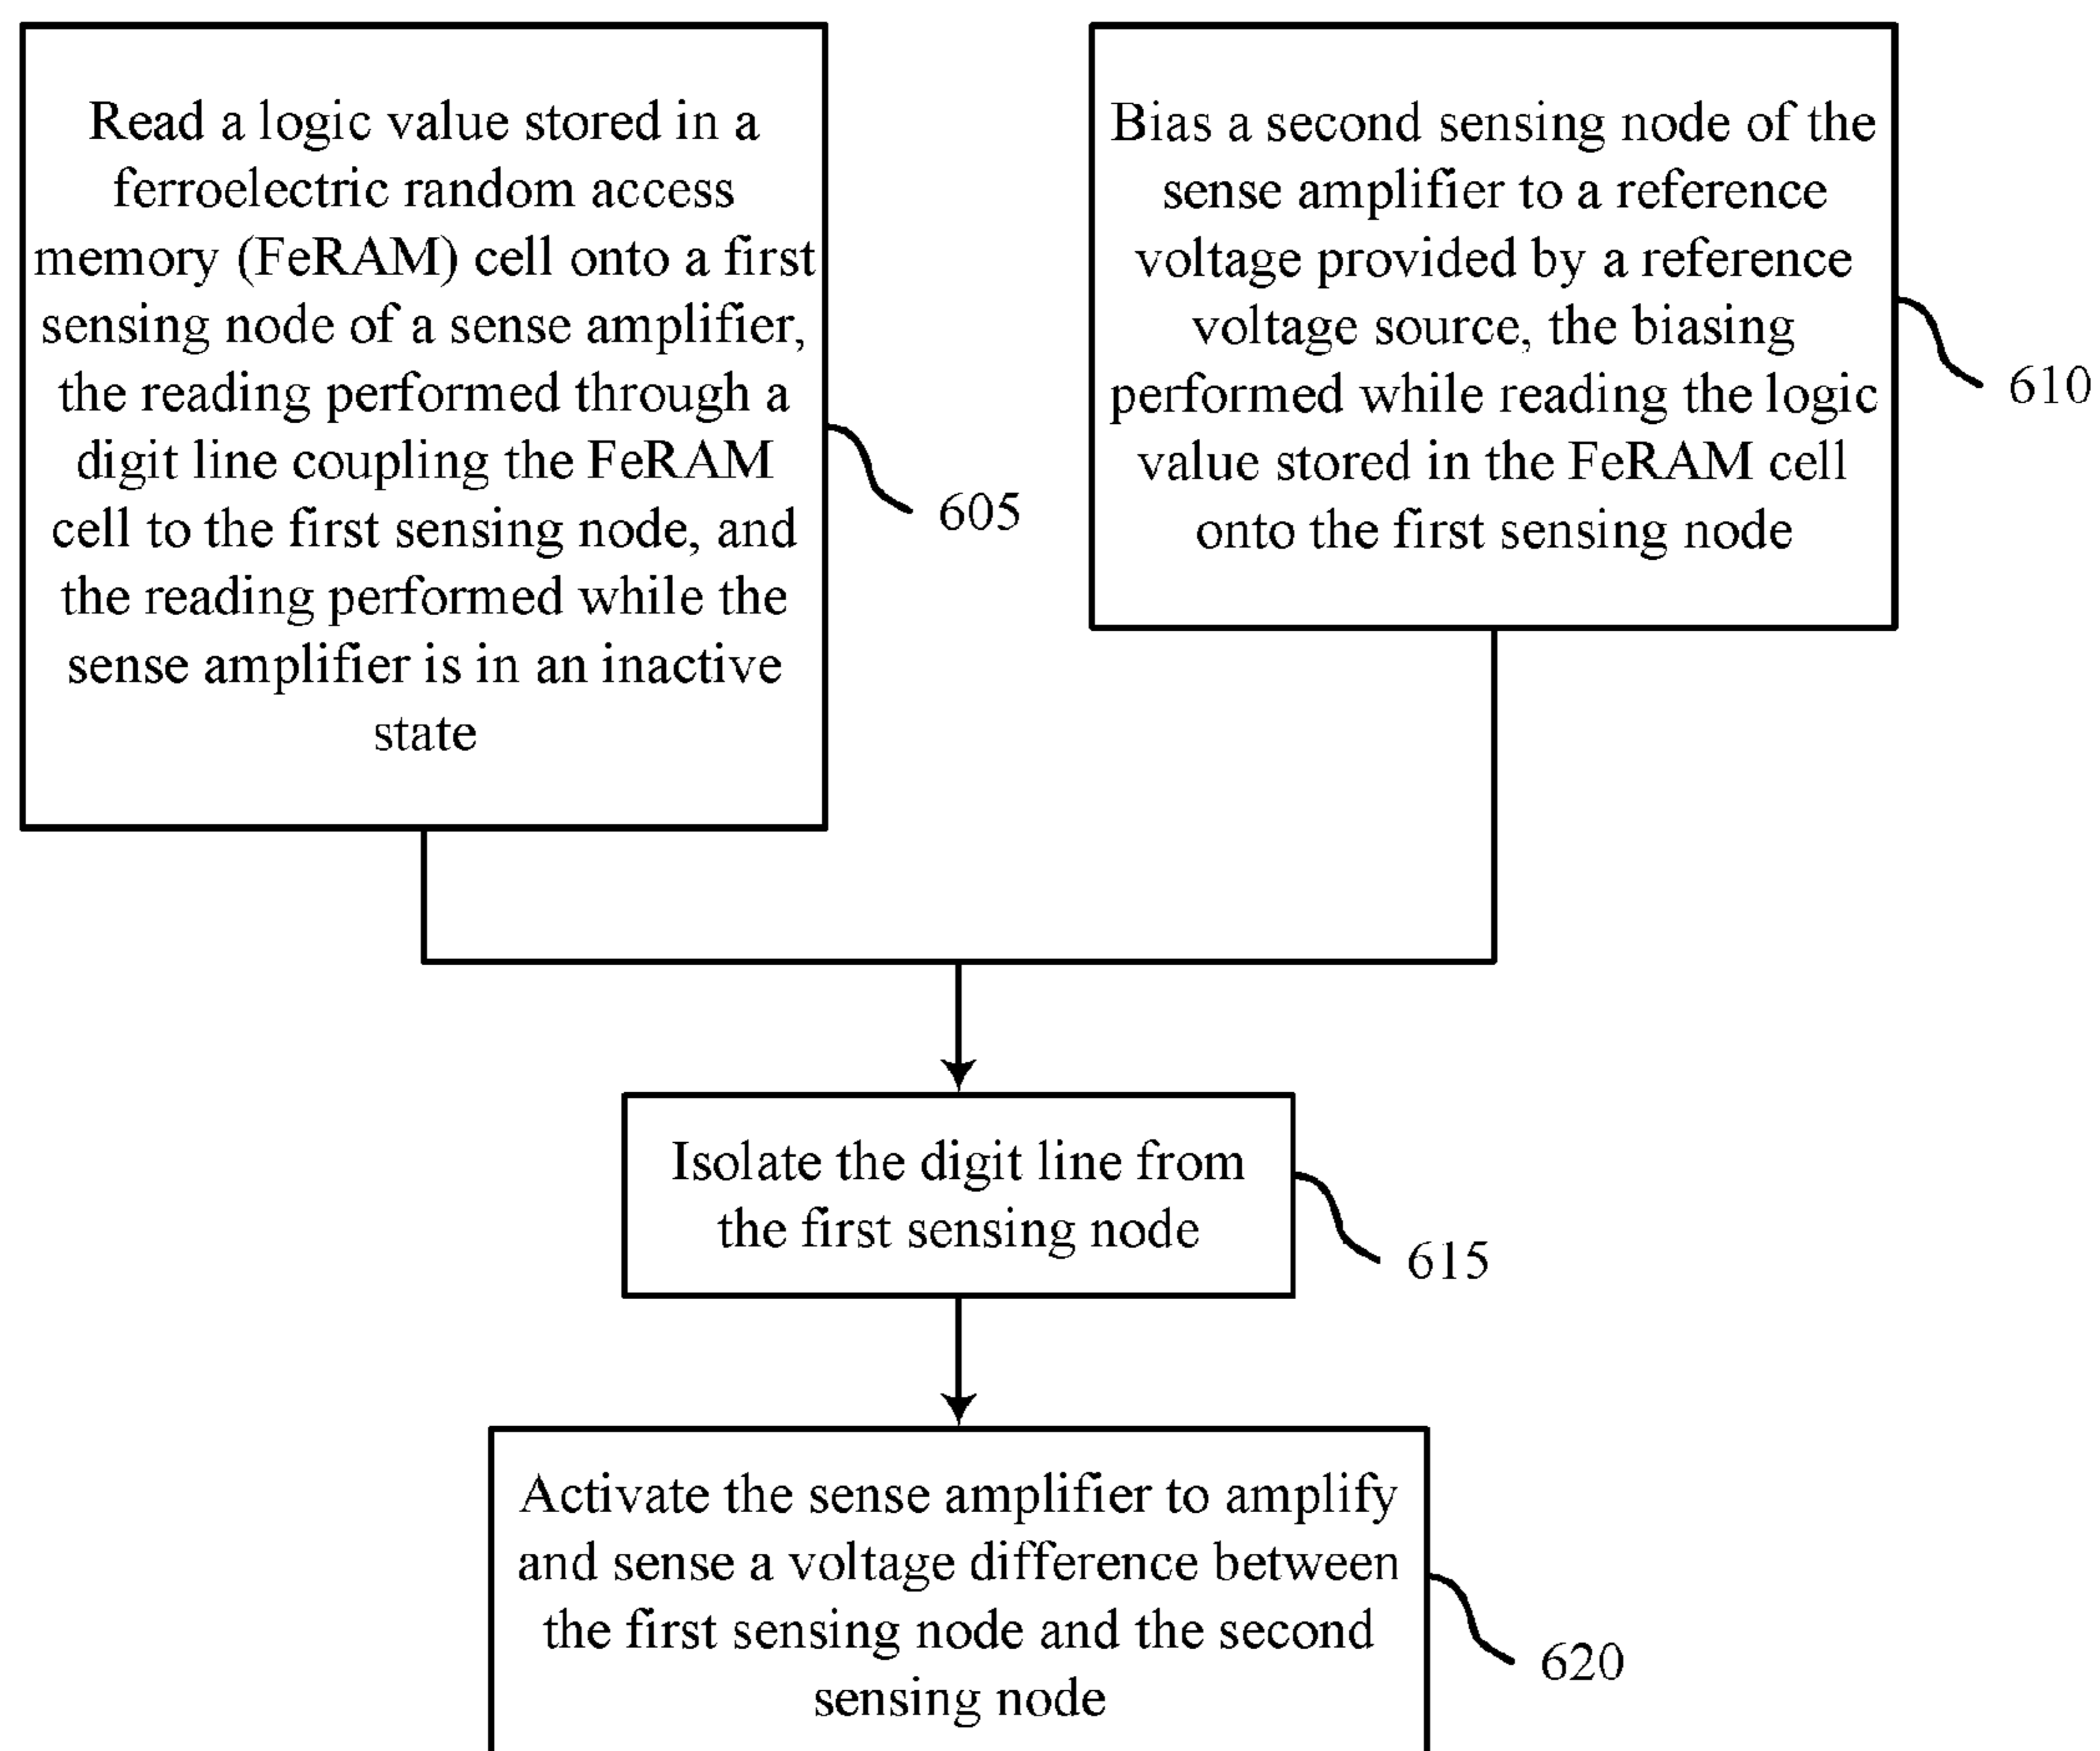 Read a logic value stored in a
ferroelectric random access
memory (FeRAM) cell onto a first
sensing node of a sense amplifier,
the reading performed through a
digit line coupling the FeRAM
cell to the first sensing node, and
the reading performed while the
sense amplifier is in an inactive
state
605
Bias a second sensing node of the
sense amplifier to a reference
voltage provided by a reference
voltage source, the biasing
performed while reading the logic
value stored in the FeRAM cell
onto the first sensing node
610
Isolate the digit line from
the first sensing node
615
Activate the sense amplifier to amplify
and sense a voltage difference between
the first sensing node and the second
sensing node
620